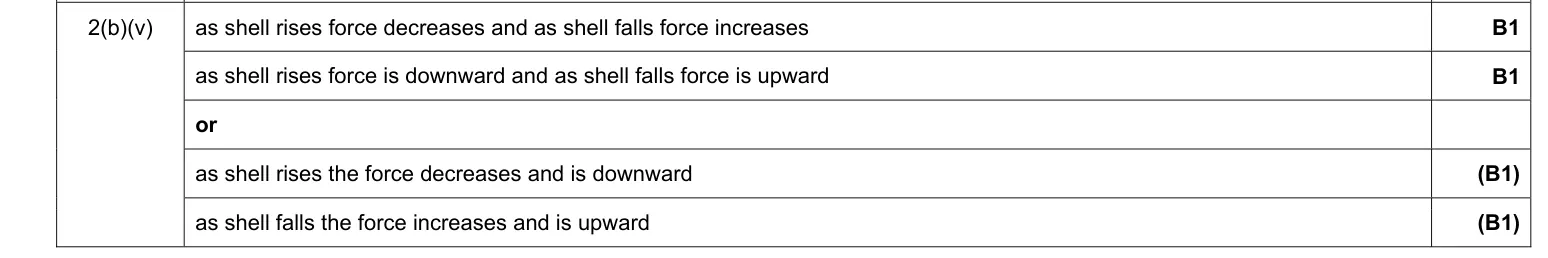 2(b)(v) as shell rises force decreases and as shell falls force increases B1
as shell rises force is downward and as shell falls force is upward B1
or
as shell rises the force decreases and is downward (B1)
as shell falls the force increases and is upward (B1)